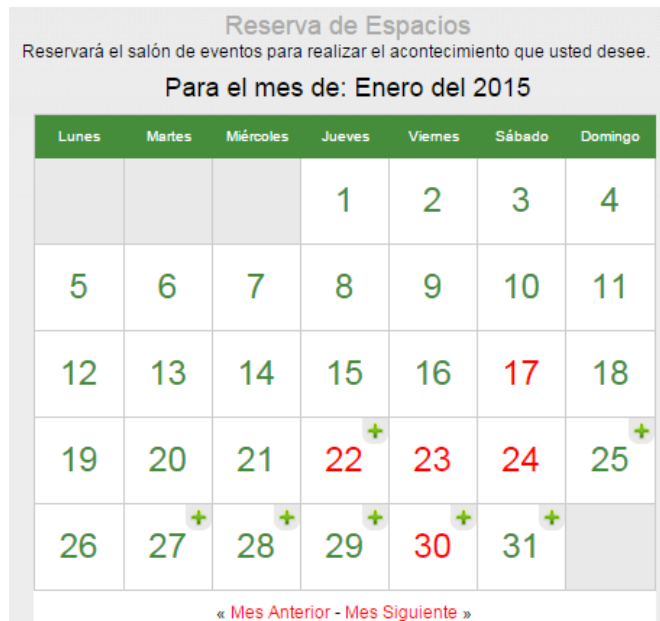 Reserva de Espacios
Reservará el salón de eventos para realizar el acontecimiento que usted desee.
Para el mes de: Enero del 2015
Lunes Martes Miércoles Jueves Viernes Sábado Domingo
1 2 3 4
5 6 7 8 9 10 11
12 13 14 15 16 17 18
19 20 21 22 23 24 25
26 27 28 29 30 31
« Mes Anterior - Mes Siguiente »